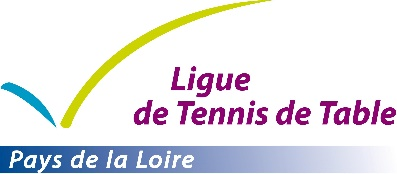 Ligue
de Tennis de Table
Pays de la Loire